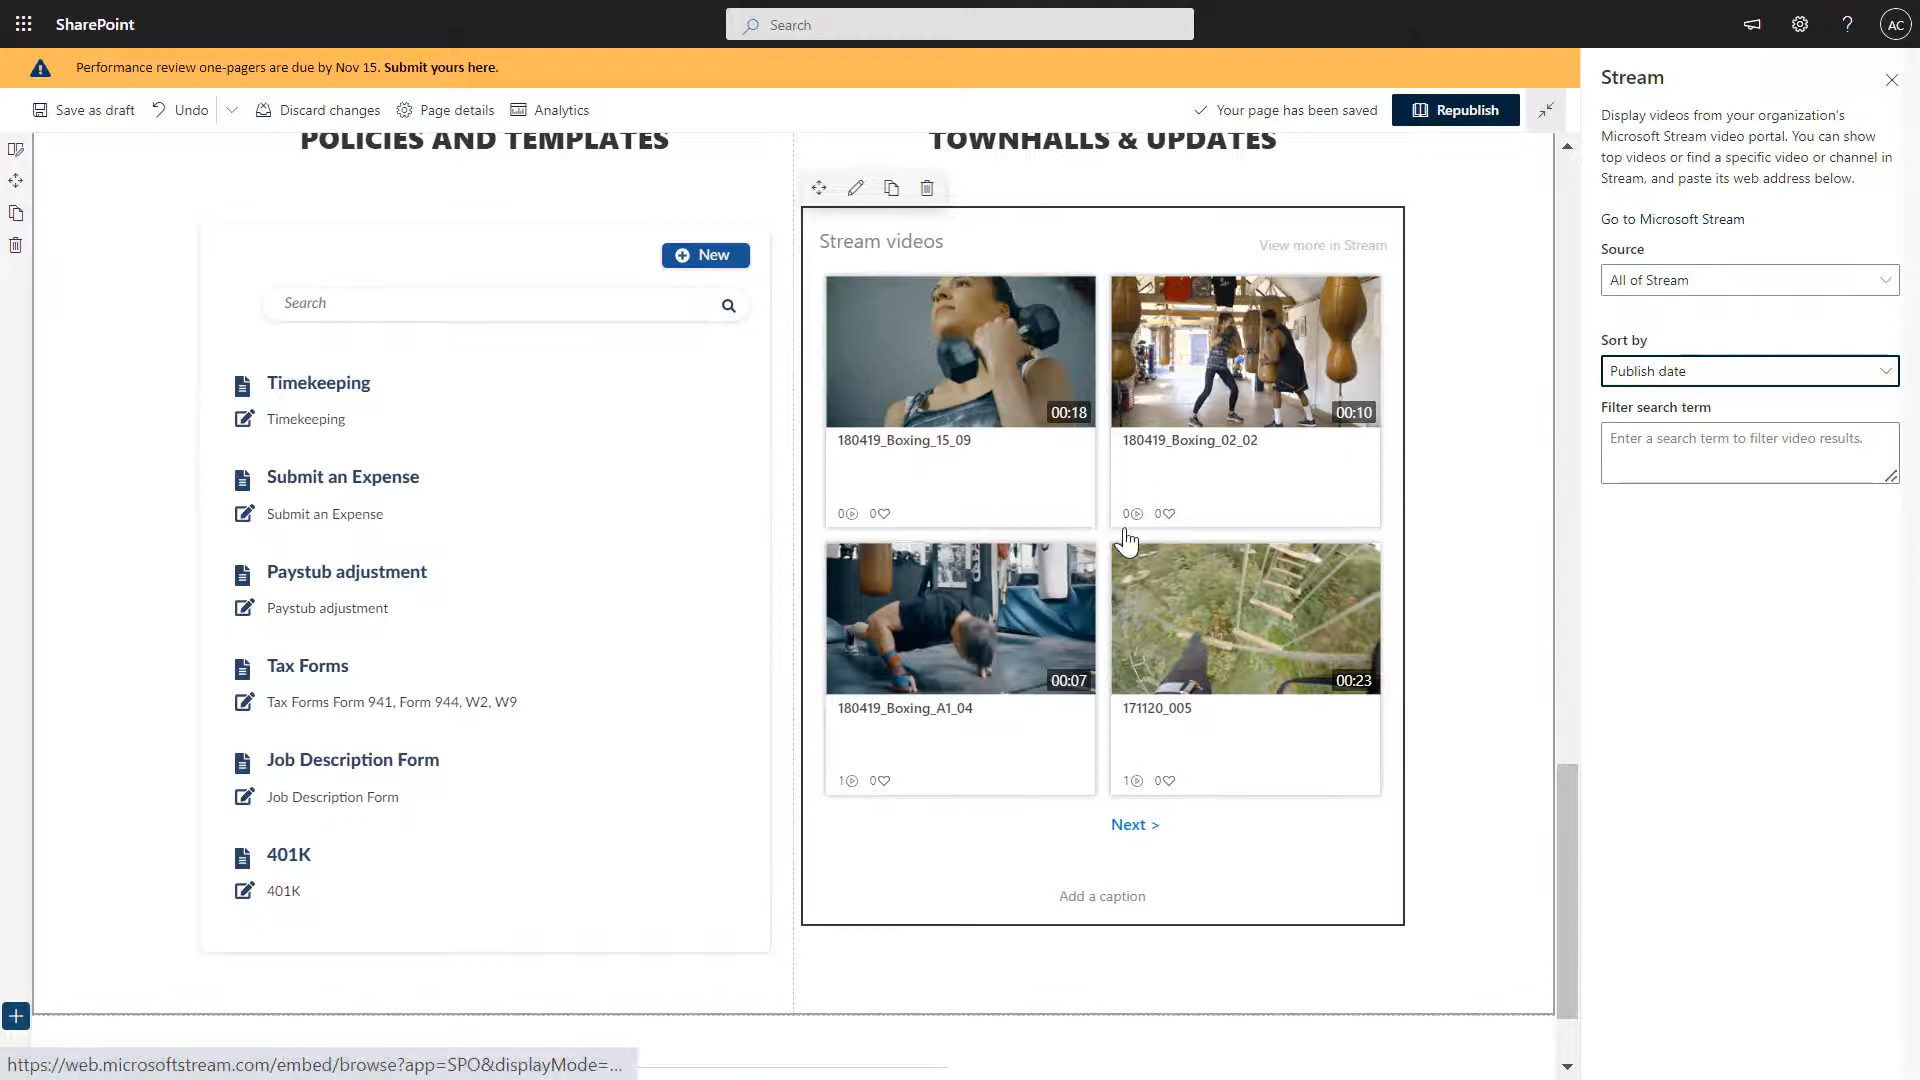 SharePoint
Search
AC
Performance review one-pagers are due by Nov 15. Submit yours here.
Save as draft
Undo
Discard changes
Page details
Analytics
Your page has been saved
Republish
POLICIES AND TEMPLATES
TOWNHALLS & UPDATES
New
Search
Timekeeping
Timekeeping
Submit an Expense
Submit an Expense
Paystub adjustment
Paystub adjustment
Tax Forms
Tax Forms Form 941, Form 944, W2, W9
Job Description Form
Job Description Form
401K
401K
Stream videos
View more in Stream
00:18
180419_Boxing_15_09
0
0
00:10
180419_Boxing_02_02
0
0
00:07
180419_Boxing_A1_04
1
0
00:23
171120_005
1
0
Next >
Add a caption
Stream
Display videos from your organization's
Microsoft Stream video portal. You can show
top videos or find a specific video or channel in
Stream, and paste its web address below.
Go to Microsoft Stream
Source
All of Stream
Sort by
Publish date
Filter search term
Enter a search term to filter video results.
https://web.microsoftstream.com/embed/browse?app=SPO&displayMode=...